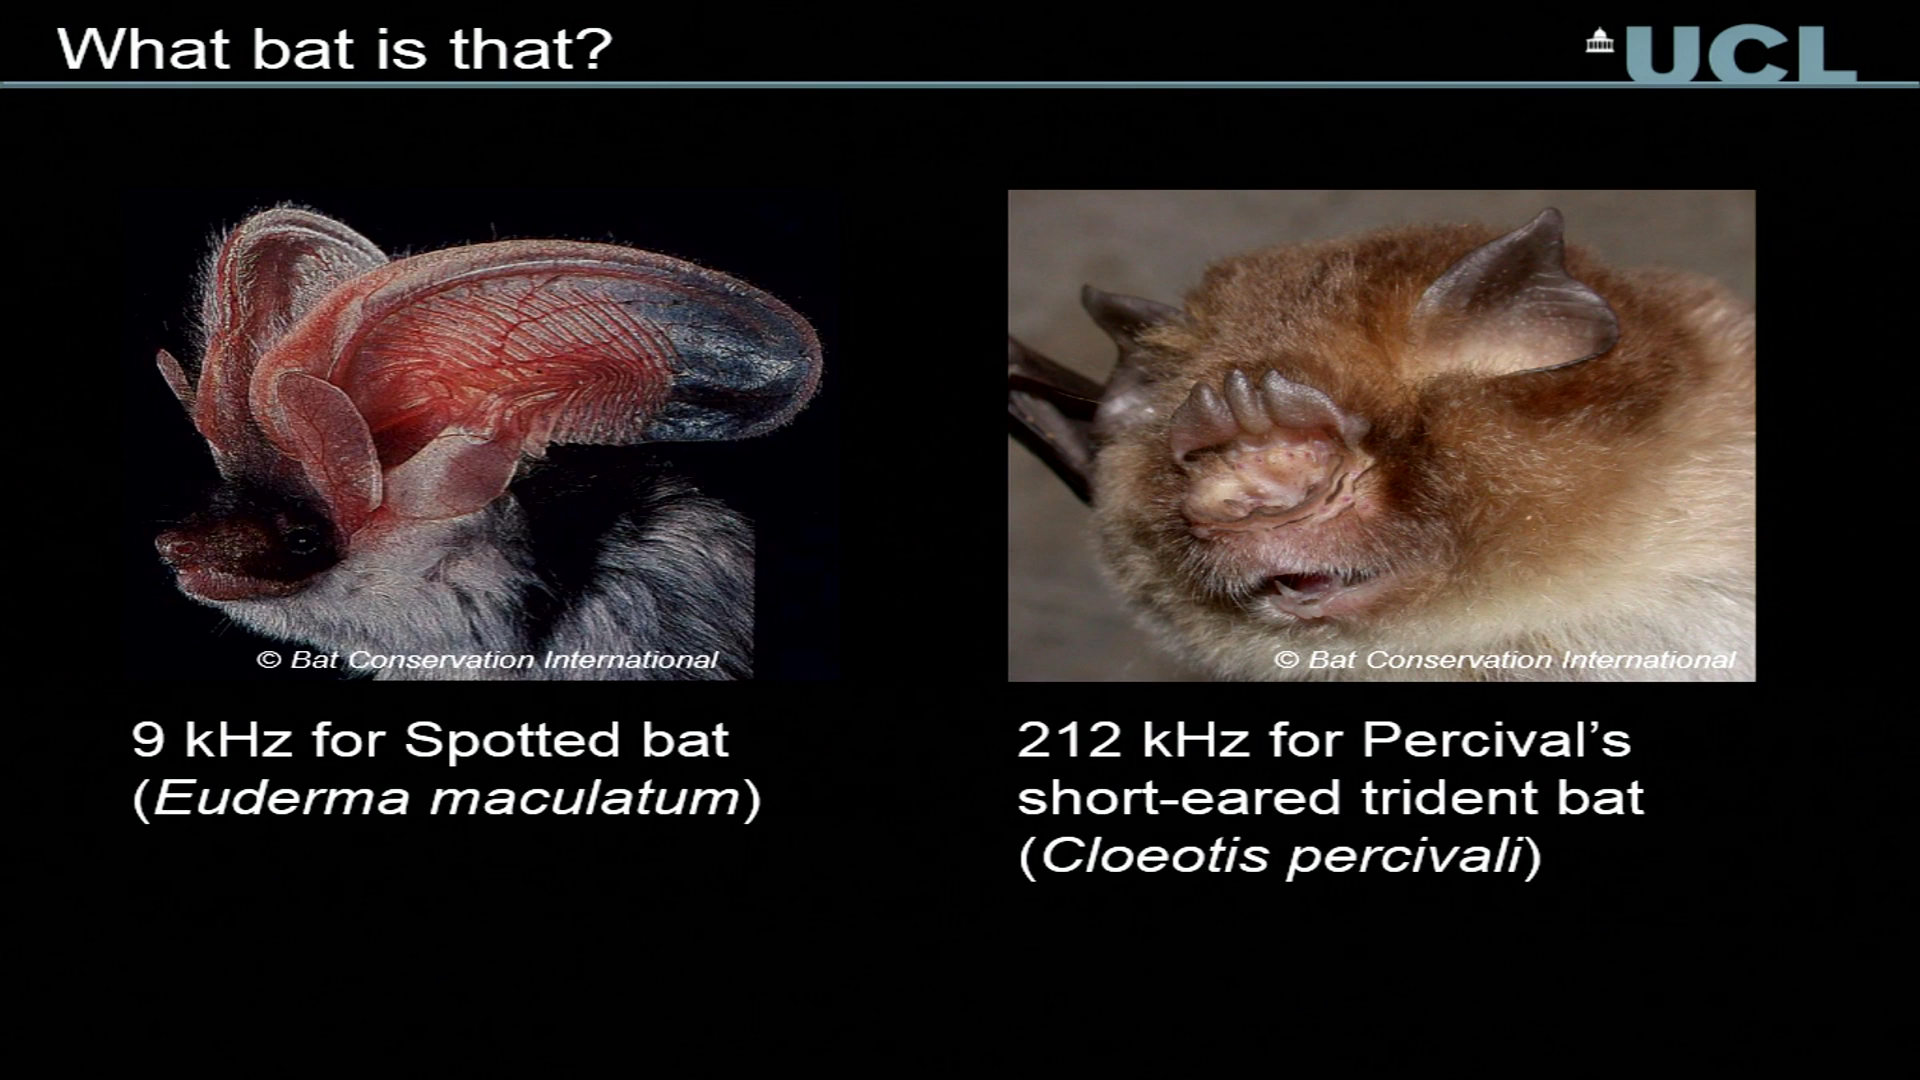 What bat is that?
UCL
© Bat Conservation International
© Bat Conservation International
9 kHz for Spotted bat
(Euderma maculatum)
212 kHz for Percival’s
short-eared trident bat
(Cloeotis percivali)